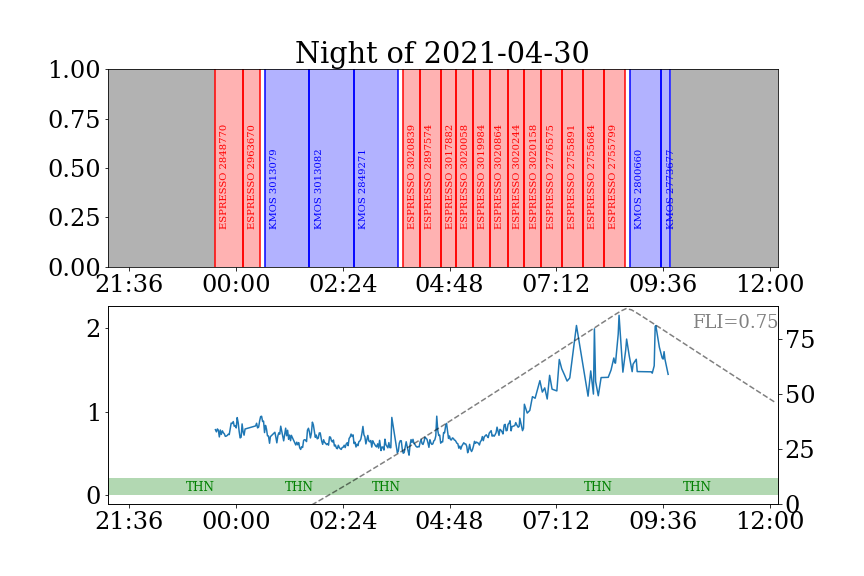 Night of 2021-04-30
1.00
0.75
0.50
0.25
0.00
ESPRESSO 2848770
ESPRESSO 2963670
KMOS 3013079
KMOS 3013082
KMOS 2849271
ESPRESSO 3020839
ESPRESSO 2897574
ESPRESSO 3017882
ESPRESSO 3020058
ESPRESSO 3019984
ESPRESSO 3020864
ESPRESSO 3020244
ESPRESSO 3020158
ESPRESSO 2776575
ESPRESSO 2755891
ESPRESSO 2755684
ESPRESSO 2755799
KMOS 2800660
KMOS 2773677
21:36 00:00 02:24 04:48 07:12 09:36 12:00
FLI=0.75
2
1
0
75
50
25
0
THN THN THN THN THN
21:36 00:00 02:24 04:48 07:12 09:36 12:00